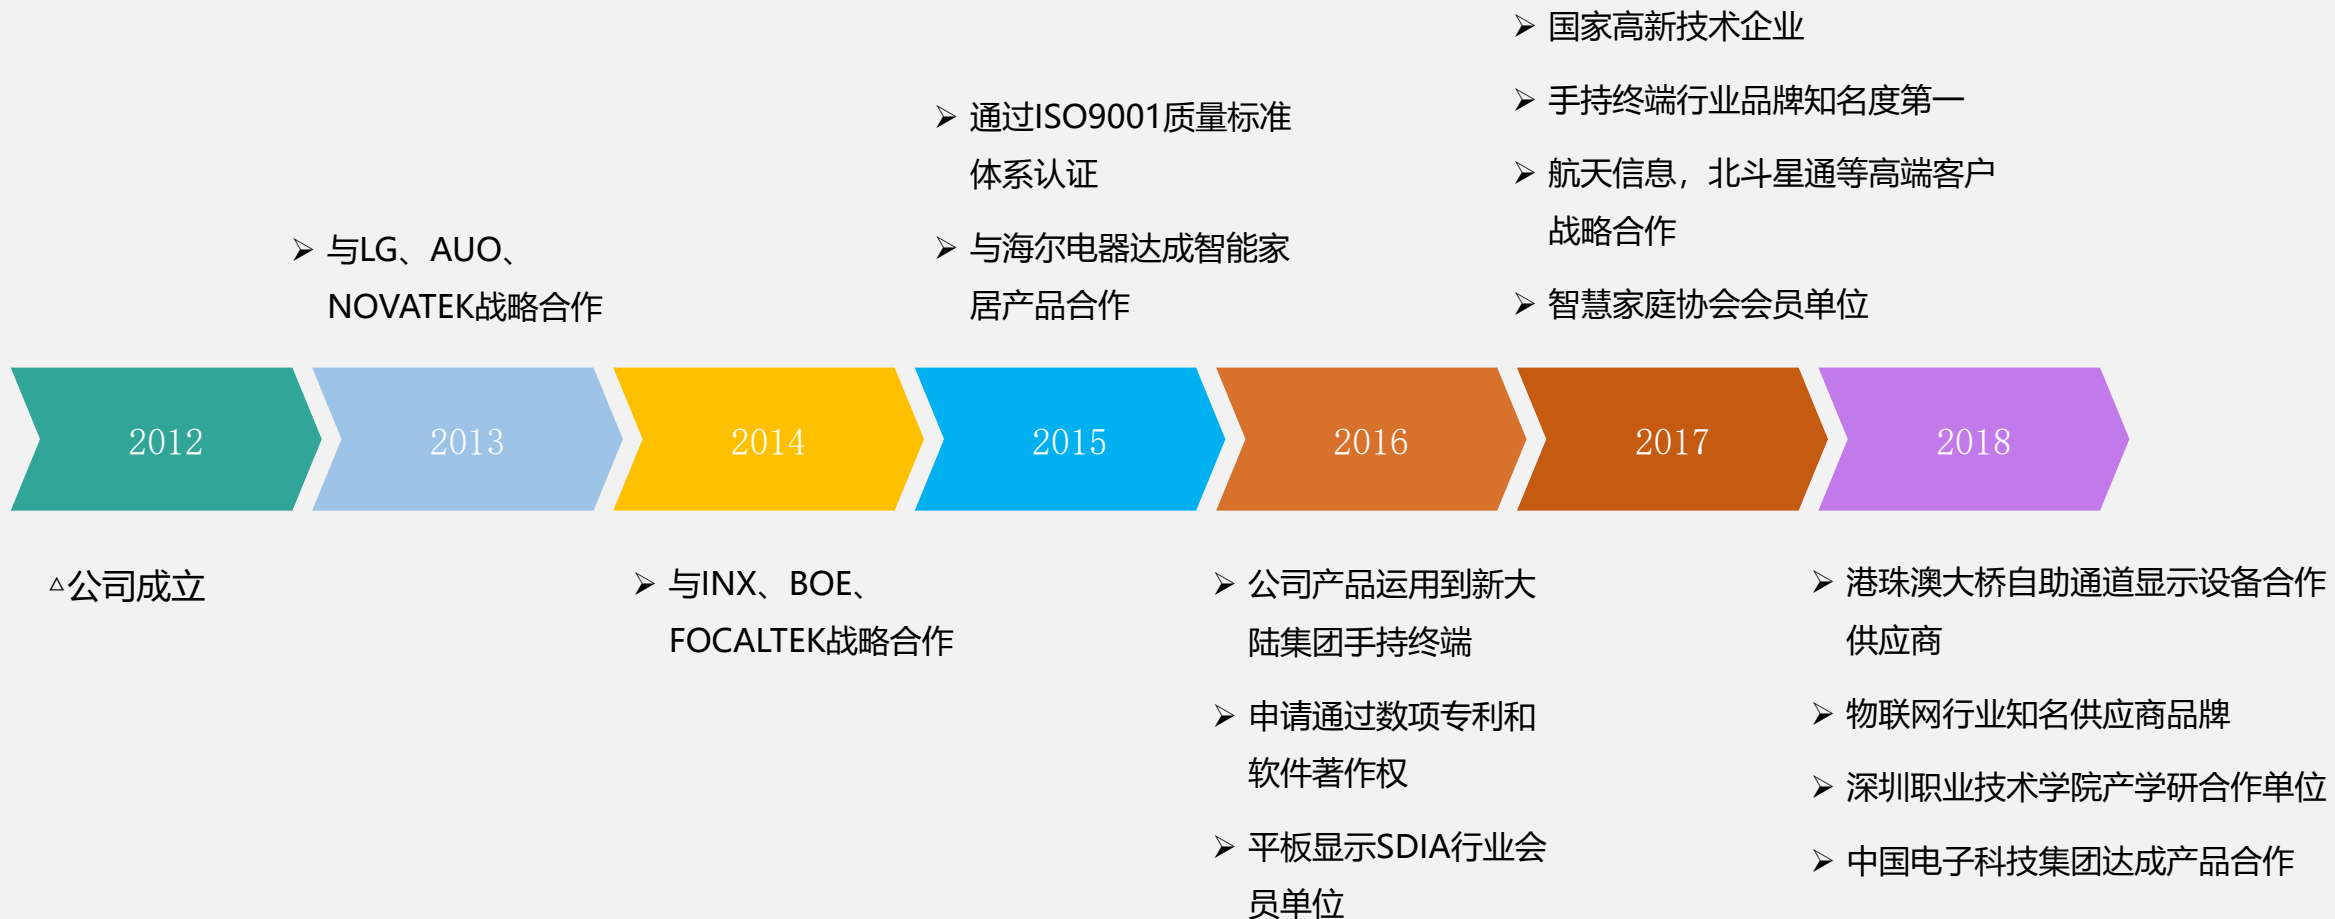 国家高新技术企业
手持终端行业品牌知名度第一
航天信息，北斗星通等高端客户
战略合作
智慧家庭协会会员单位
通过ISO9001质量标准
体系认证
与海尔电器达成智能家
居产品合作
与LG、AUO、
NOVATEK战略合作
2012
2013
2014
2015
2016
2017
2018
△公司成立
与INX、BOE、
FOCALTEK战略合作
公司产品运用到新大
陆集团手持终端
申请通过数项专利和
软件著作权
平板显示SDIA行业会
员单位
港珠澳大桥自助通道显示设备合作
供应商
物联网行业知名供应商品牌
深圳职业技术学院产学研合作单位
中国电子科技集团达成产品合作